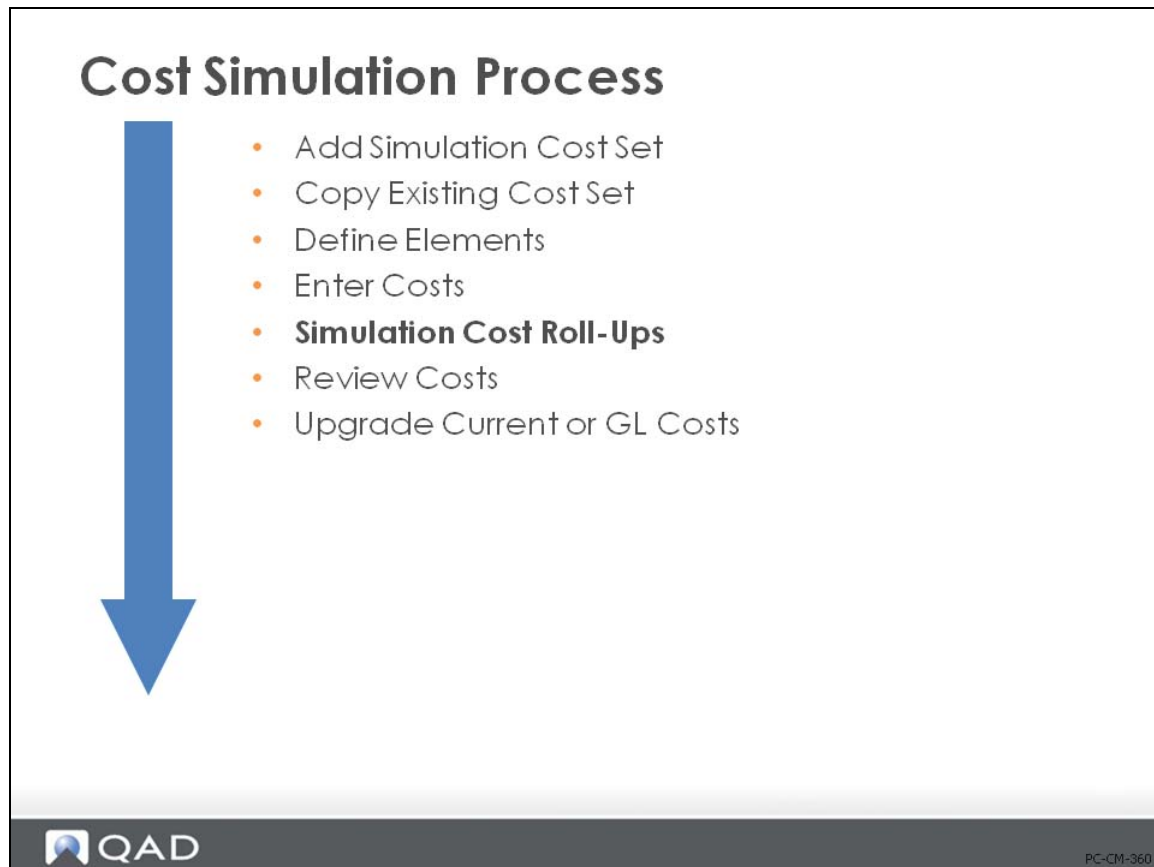 Cost Simulation Process
• Add Simulation Cost Set
• Copy Existing Cost Set
• Define Elements
• Enter Costs
• Simulation Cost Roll-Ups
• Review Costs
• Upgrade Current or GL Costs
QAD
PC-CM-360